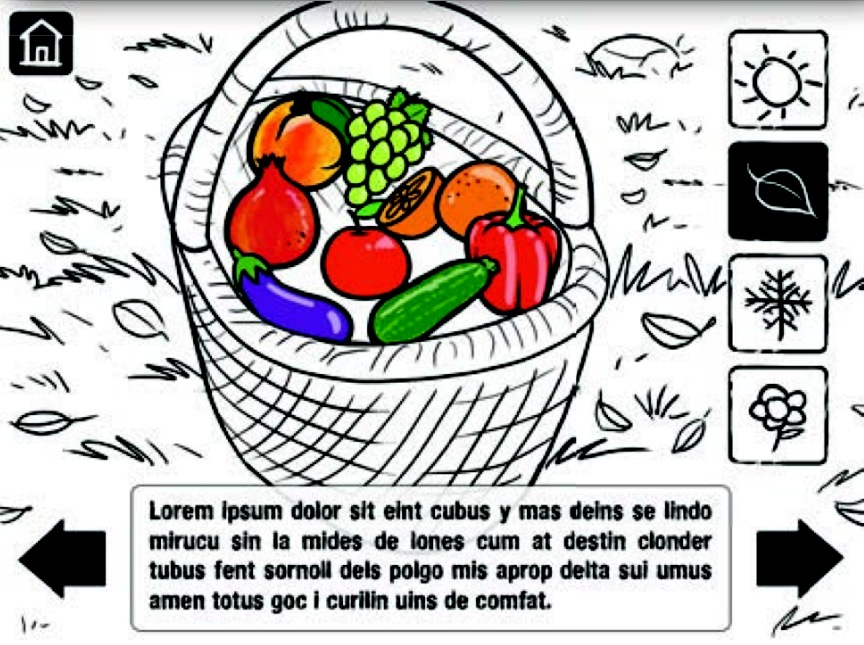 Lorem ipsum dolor sit eint cubus y mas deins se lindo
mirucu sin la mides de lones cum at destin clonder
tubus fent sornoll dels polgo mis aprop delta sui umus
amen totus goc i curilin uins de comfat.